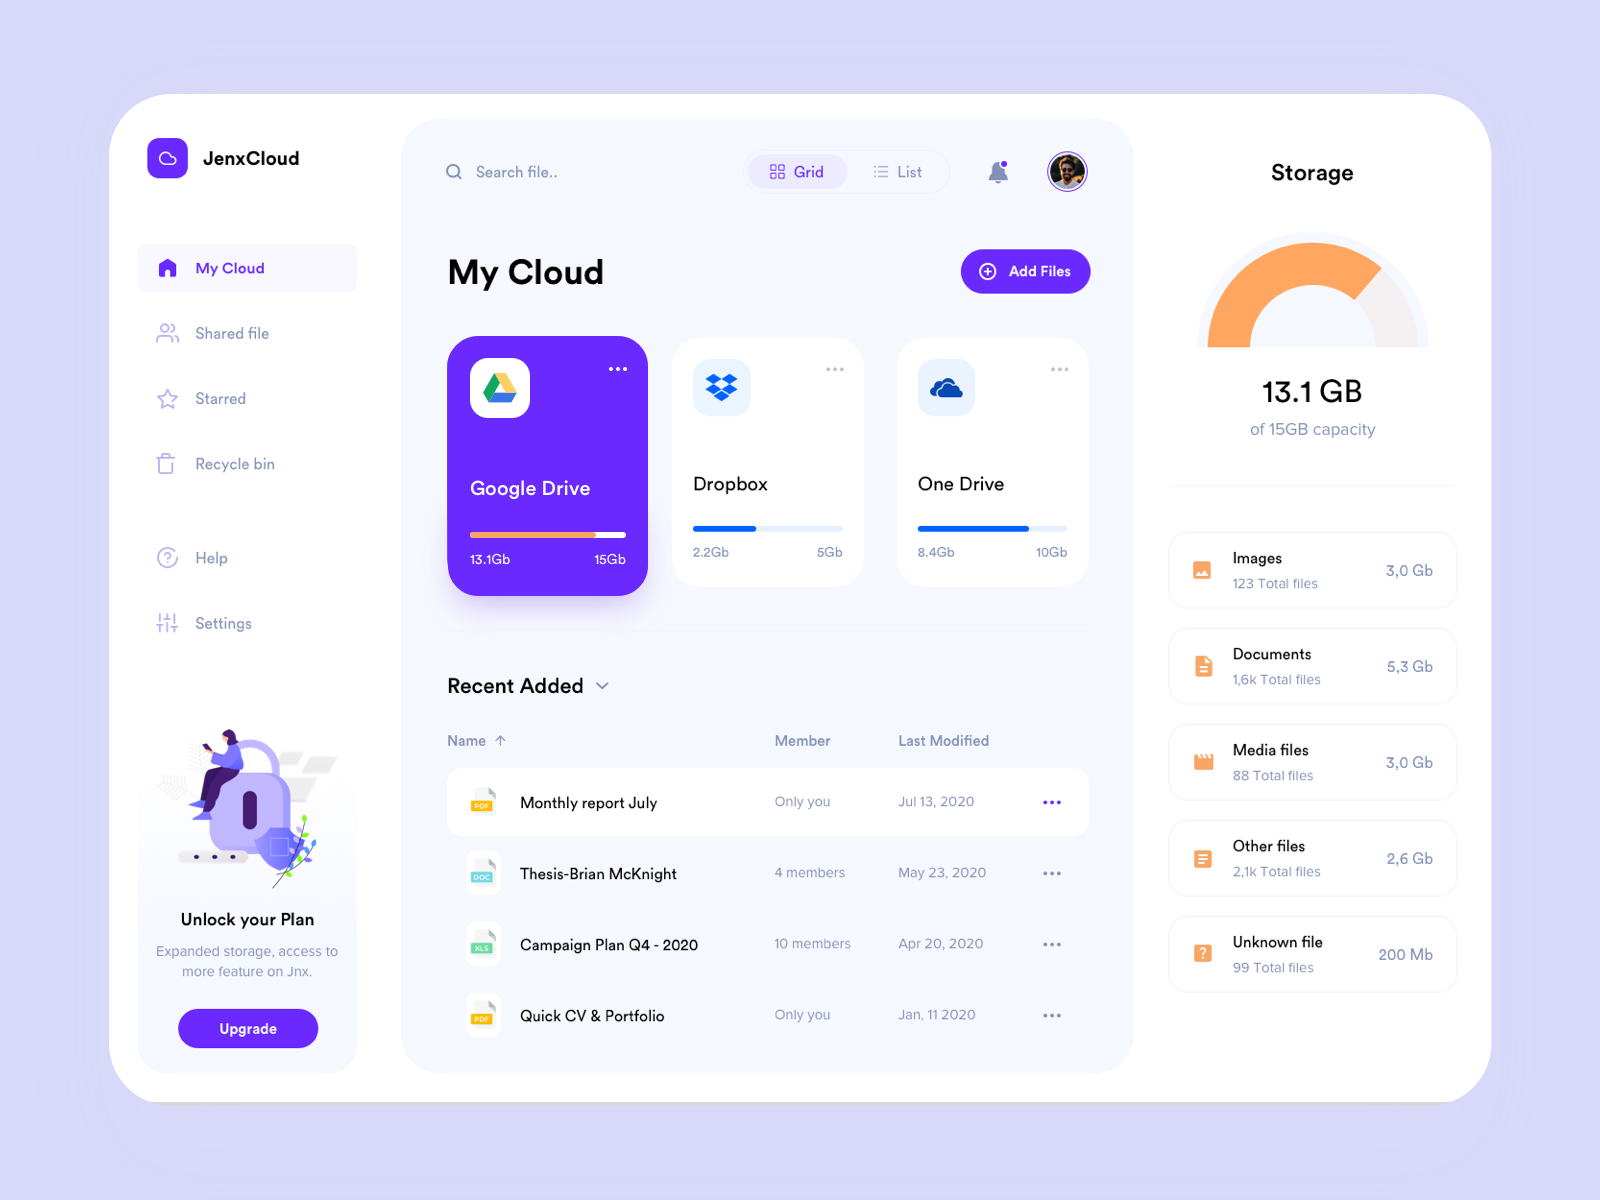 JenxCloud
My Cloud
Shared file
Starred
Recycle bin
Help
Settings
Unlock your Plan
Expanded storage, access to
more feature on Jnx.
Upgrade
Search file..
Grid
List
My Cloud
Add Files
Google Drive
13.1Gb 15Gb
Dropbox
2.2Gb 5Gb
One Drive
8.4Gb 10Gb
Recent Added
Name Member Last Modified
PDF Monthly report July Only you Jul 13, 2020
DOC Thesis-Brian McKnight 4 members May 23, 2020
XLS Campaign Plan Q4 - 2020 10 members Apr 20, 2020
PDF Quick CV & Portfolio Only you Jan, 11 2020
Storage
13.1 GB
of 15GB capacity
Images
123 Total files
3,0 Gb
Documents
1,6k Total files
5,3 Gb
Media files
88 Total files
3,0 Gb
Other files
2,1k Total files
2,6 Gb
Unknown file
99 Total files
200 Mb